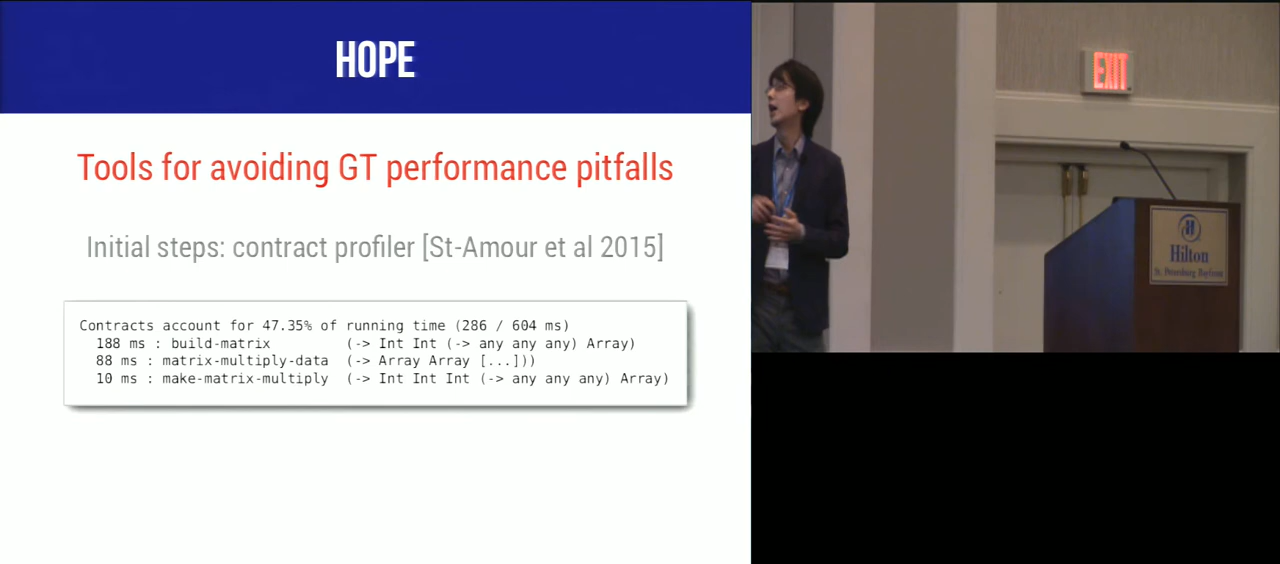 HOPE
Tools for avoiding GT performance pitfalls
Initial steps: contract profiler [St-Amour et al 2015]
Contracts account for 47.35% of running time (286 / 604 ms)
188 ms : build-matrix (-> Int Int (-> any any any) Array)
88 ms : matrix-multiply-data (-> Array Array [...]))
10 ms : make-matrix-multiply (-> Int Int Int (-> any any any) Array)
EXIT
Hilton
St. Petersburg Bayfront